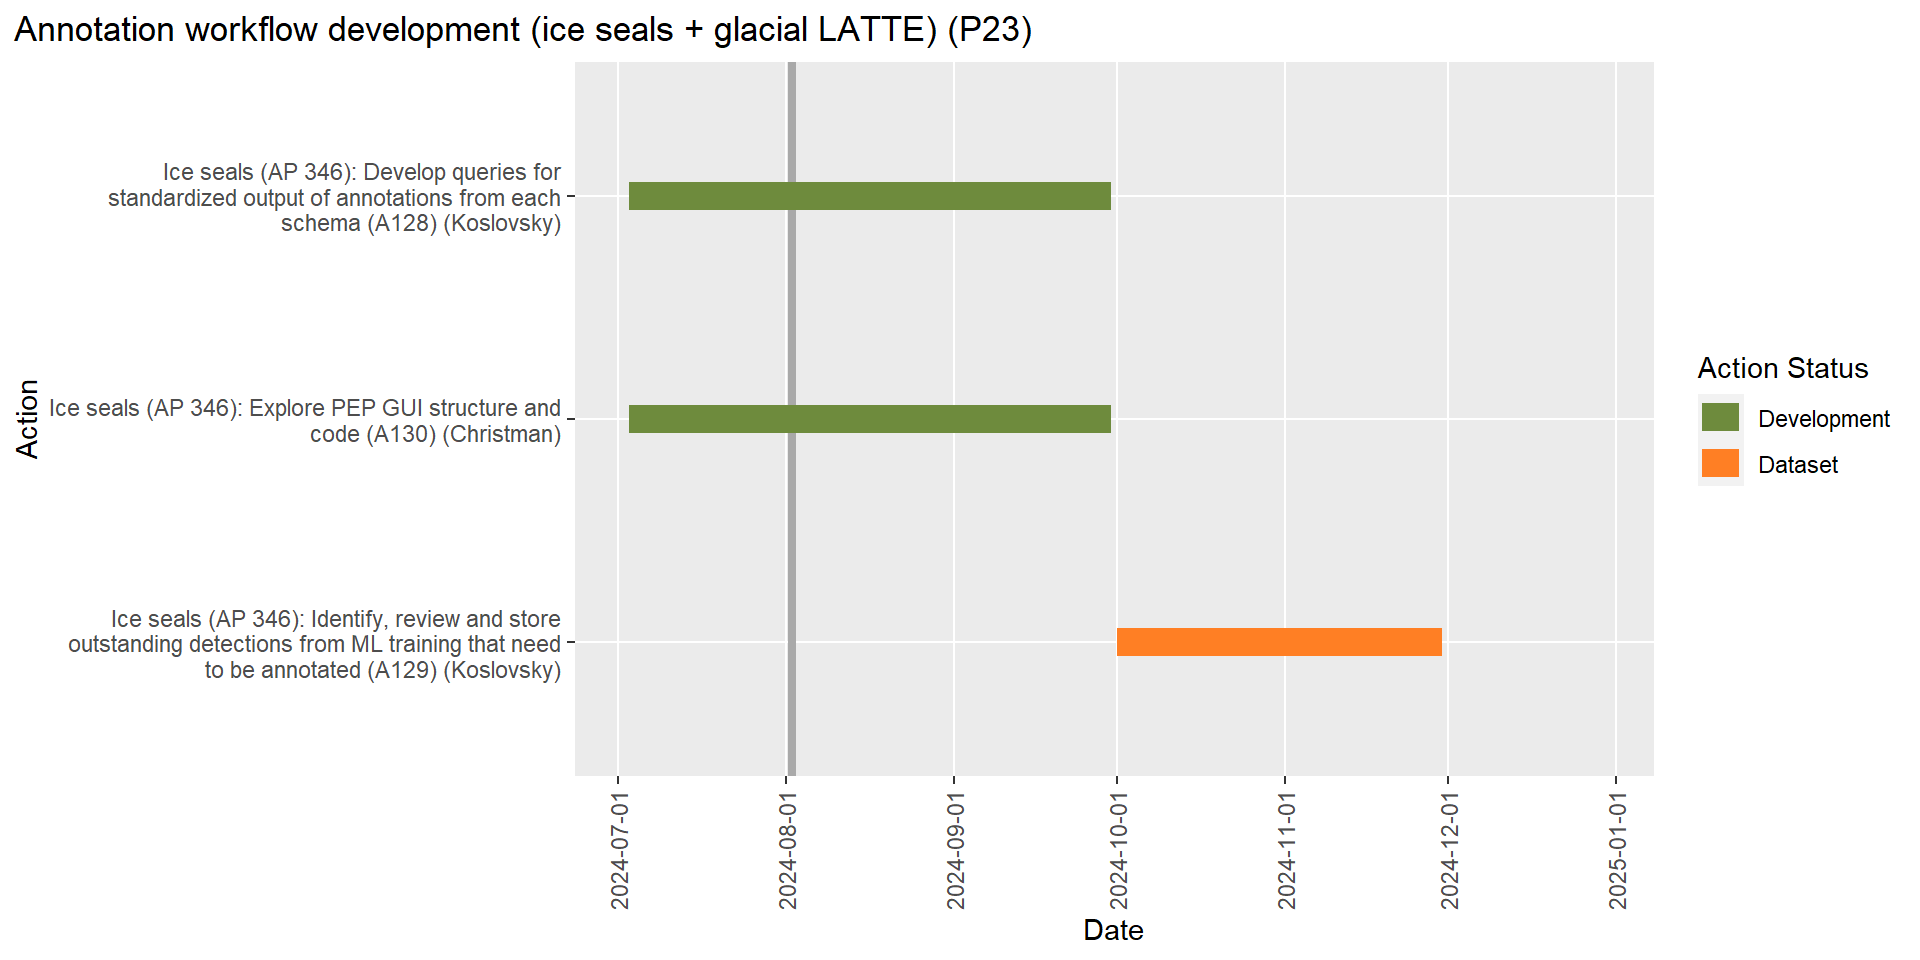 Annotation workflow development (ice seals + glacial LATTE) (P23)
Ice seals (AP 346): Develop queries for
standardized output of annotations from each
schema (A128) (Koslovsky)
Ice seals (AP 346): Explore PEP GUI structure and
code (A130) (Christman)
Ice seals (AP 346): Identify, review and store
outstanding detections from ML training that need
to be annotated (A129) (Koslovsky)
Action
2024-07-01
2024-08-01
2024-09-01
2024-10-01
2024-11-01
2024-12-01
2025-01-01
Date
Action Status
Development
Dataset